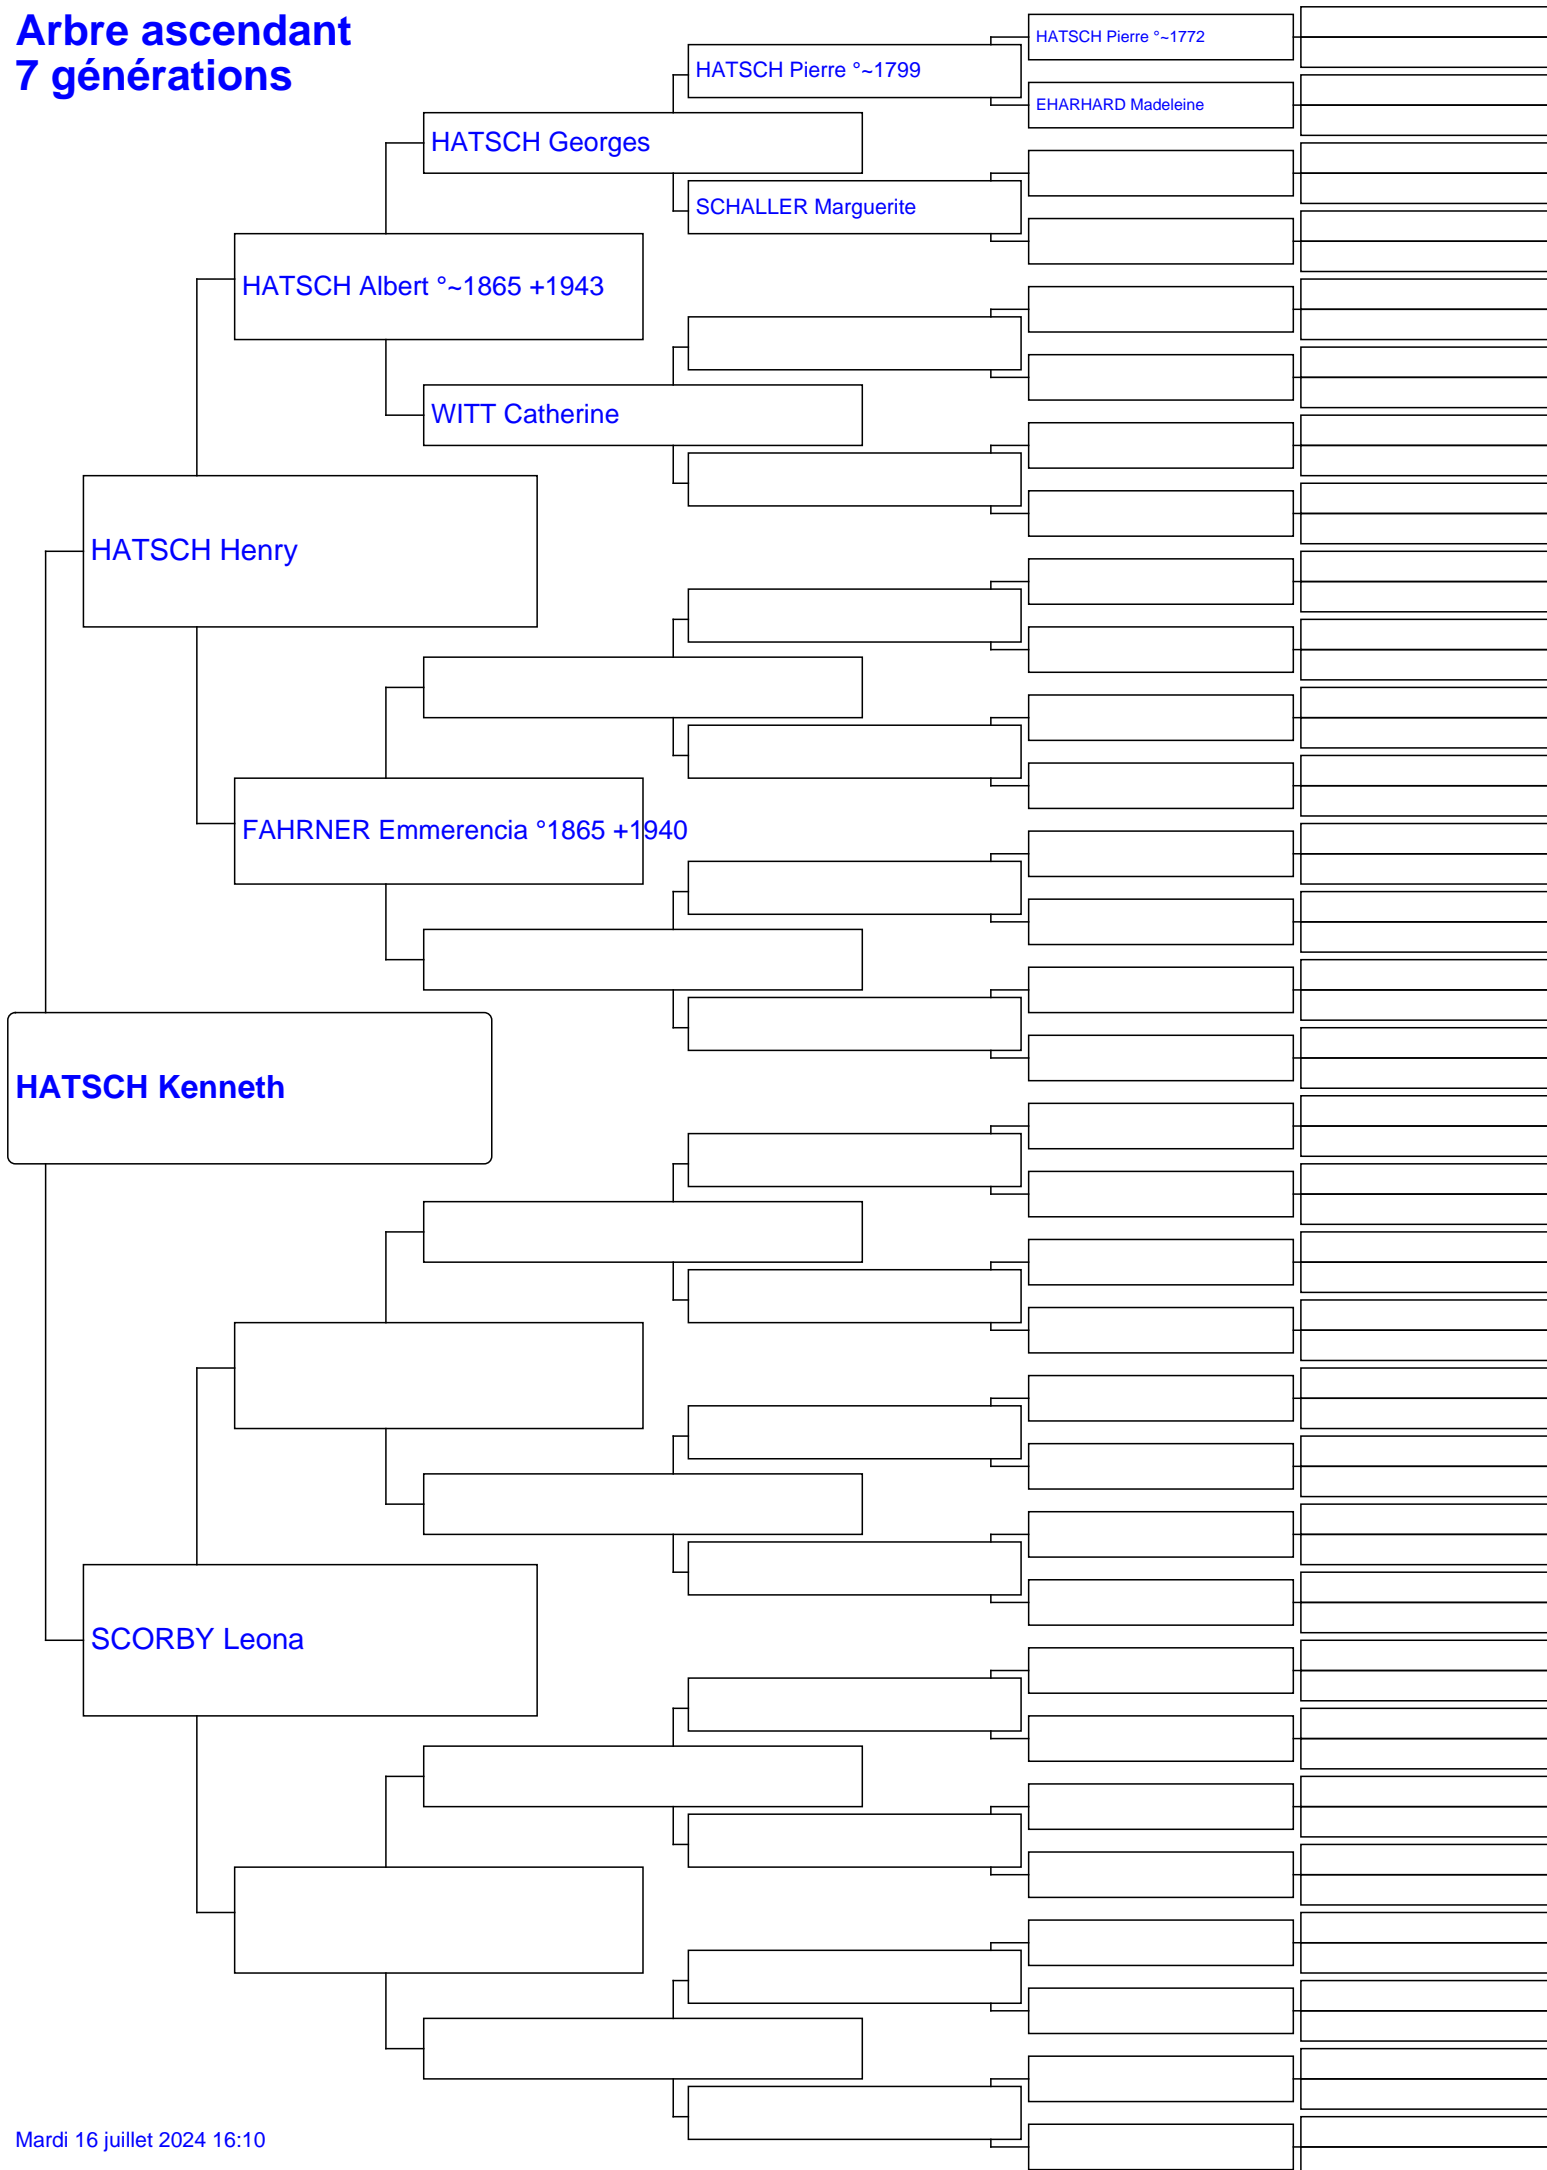 Arbre ascendant
7 générations
HATSCH Pierre °~1772
HATSCH Pierre °~1799
EHARHARD Madeleine
HATSCH Georges
SCHALLER Marguerite
HATSCH Albert °~1865 +1943
WITT Catherine
HATSCH Henry
FAHRNER Emmerencia °1865 +1940
HATSCH Kenneth
SCORBY Leona
Mardi 16 juillet 2024 16:10